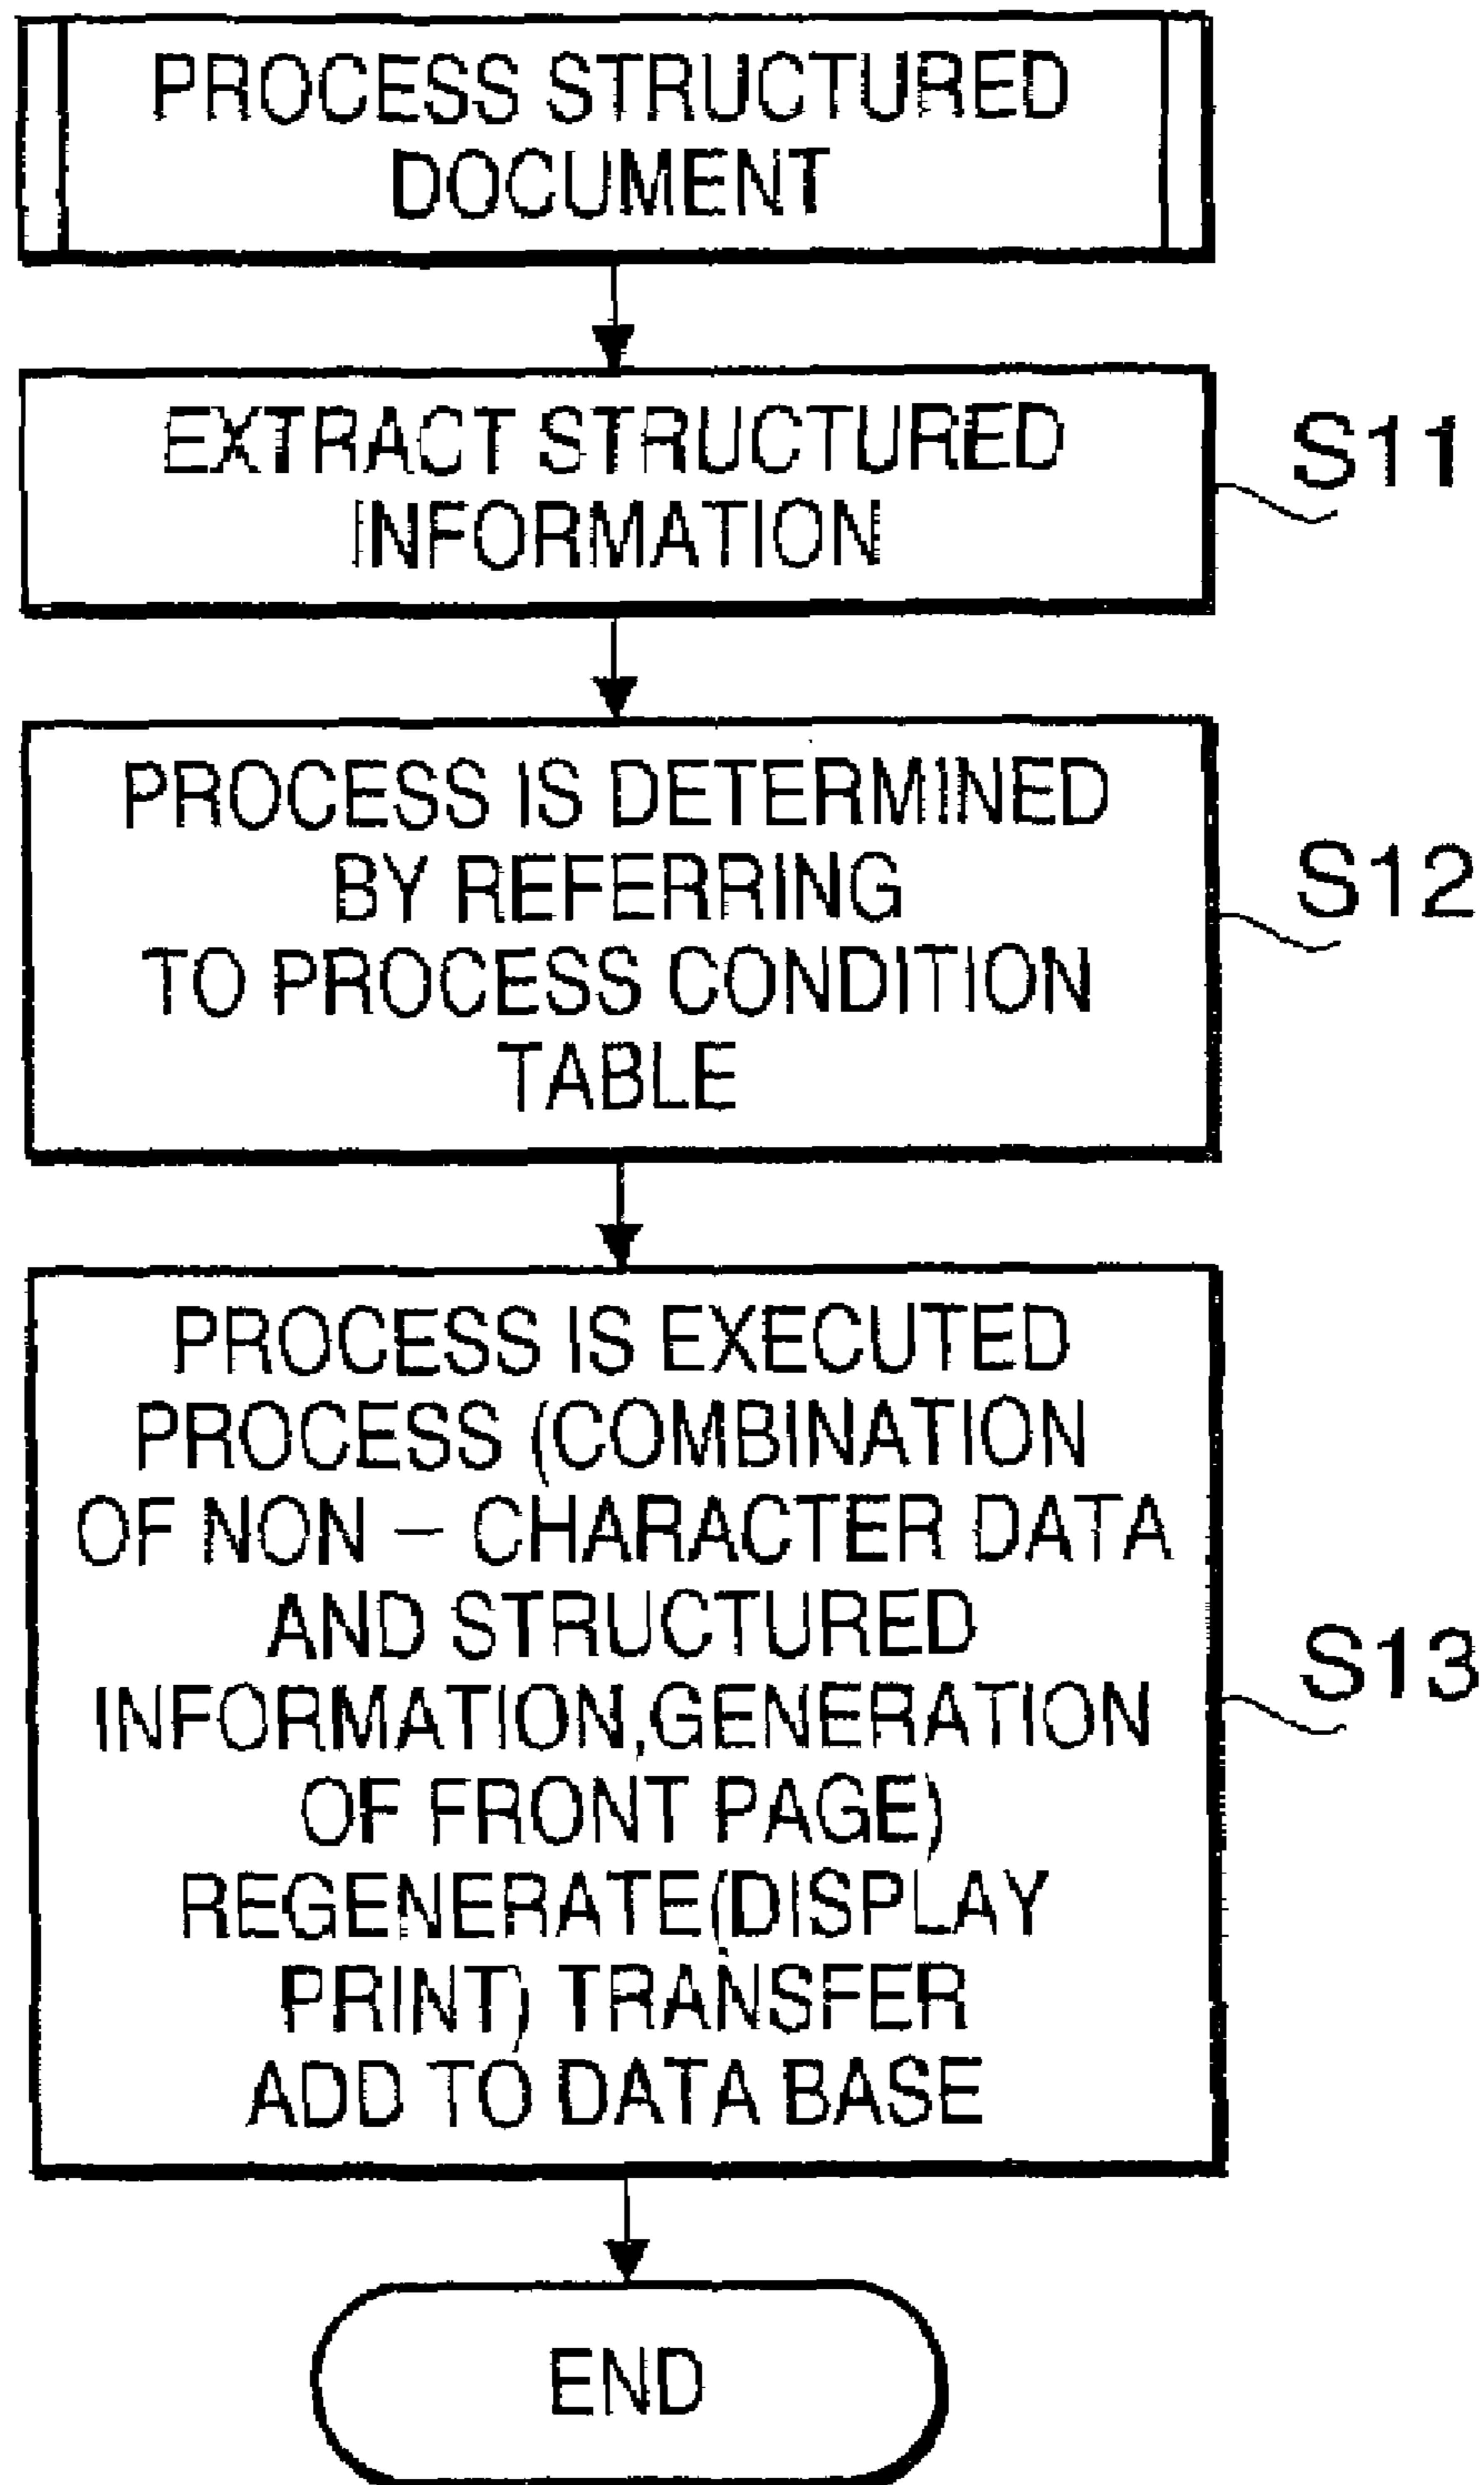 PROCESS STRUCTURED
DOCUMENT
EXTRACT STRUCTURED
INFORMATION
S11
PROCESS IS DETERMINED
BY REFERRING
TO PROCESS CONDITION
TABLE
S12
PROCESS IS EXECUTED
PROCESS (COMBINATION
OF NON – CHARACTER DATA
AND STRUCTURED
INFORMATION,GENERATION
OF FRONT PAGE)
REGENERATE(DISPLAY
PRINT) TRANSFER
ADD TO DATA BASE
S13
END